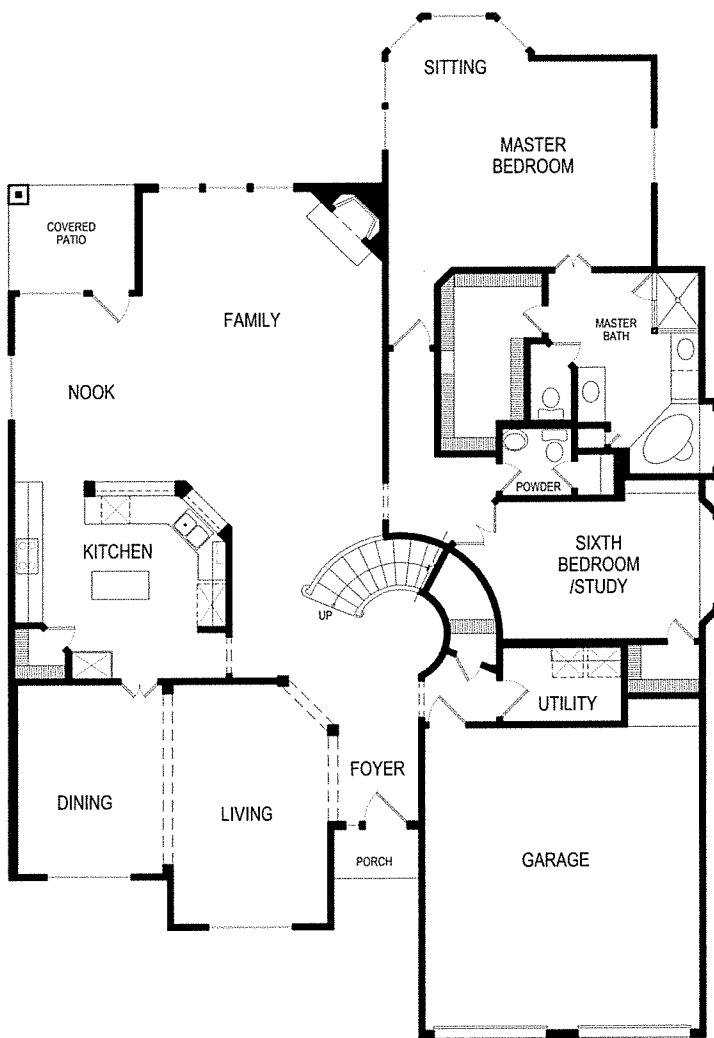 SITTING
MASTER
BEDROOM
COVERED
PATIO
FAMILY
MASTER
BATH
NOOK
POWDER
KITCHEN
SIXTH
BEDROOM
/STUDY
UP
UTILITY
FOYER
DINING
LIVING
PORCH
GARAGE